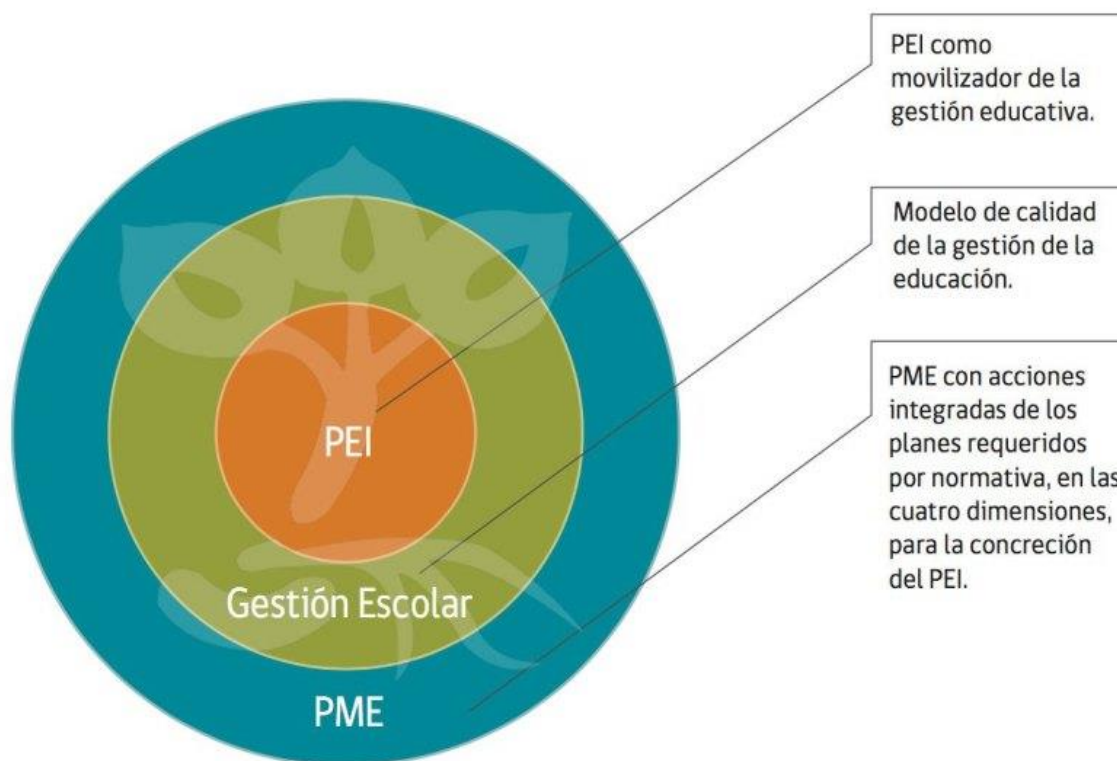 PEI como
movilizador de la
gestión educativa.
Modelo de calidad
de la gestión de la
educación.
PME con acciones
integradas de los
planes requeridos
por normativa, en las
cuatro dimensiones,
para la concreción
del PEI.
PEI
Gestión Escolar
PME